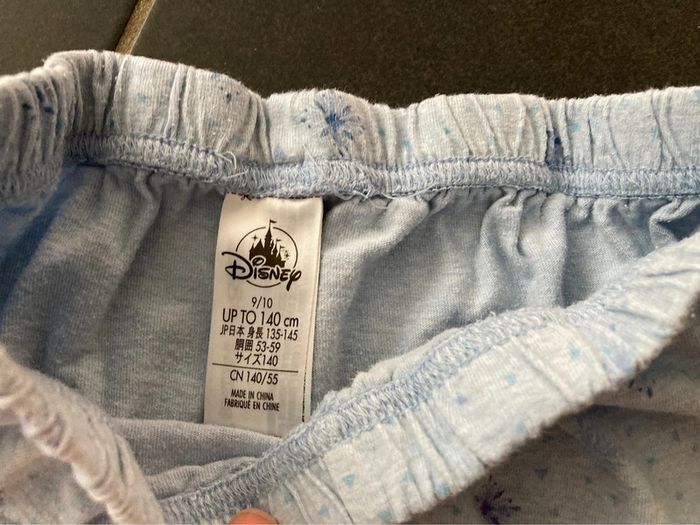 Disney
9/10
UP TO 140 cm
JP日本 身長 135-145
胴囲 53-59
サイズ140
CN 140/55
MADE IN CHINA
FABRIQUÉ EN CHINE